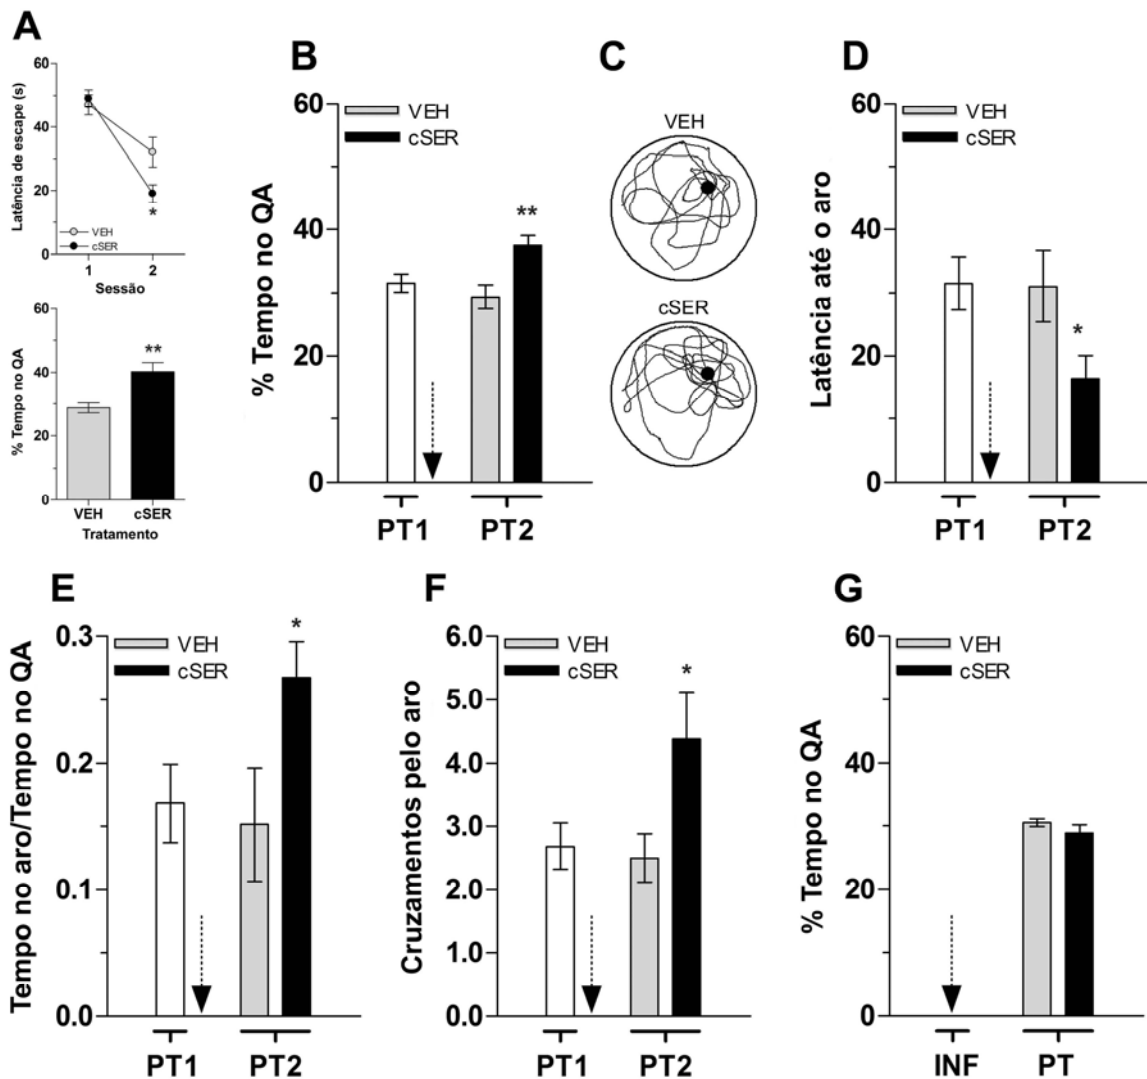 A
Latência de escape (s)
60
40
20
0
VEH
cSER
*
1
2
Sessão
% Tempo no QA
60
40
20
0
**
VEH
cSER
Tratamento
B
% Tempo no QA
60
40
20
0
VEH
cSER
**
PT1
PT2
C
VEH
cSER
D
Latência até o aro
60
40
20
0
VEH
cSER
*
PT1
PT2
E
Tempo no aro/Tempo no QA
0.3
0.2
0.1
0.0
VEH
cSER
*
PT1
PT2
F
Cruzamentos pelo aro
6.0
5.0
4.0
3.0
2.0
1.0
0.0
VEH
cSER
*
PT1
PT2
G
% Tempo no QA
60
40
20
0
VEH
cSER
INF
PT